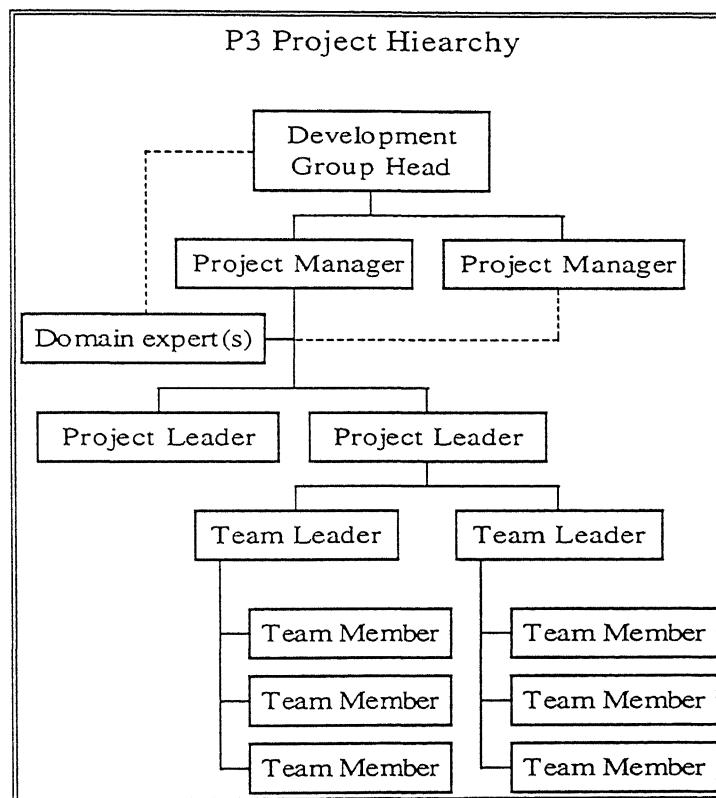 P3 Project Hiearchy
Development
Group Head
Project Manager
Project Manager
Domain expert(s)
Project Leader
Project Leader
Team Leader
Team Leader
Team Member
Team Member
Team Member
Team Member
Team Member
Team Member